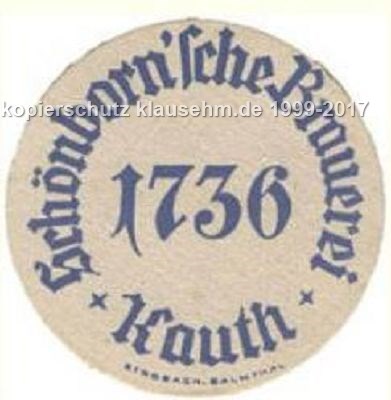 Schönborn'sche Brauerei
kopierschutz klausehm.de 1999-2017
1736
* Kauth *